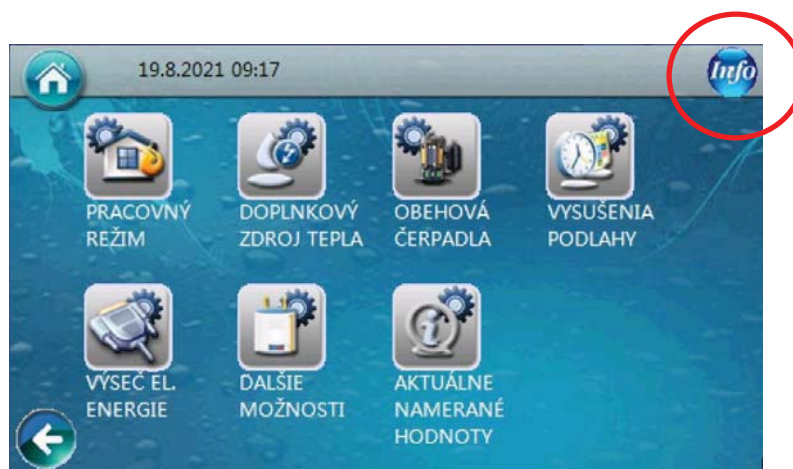 19.8.2021 09:17
Info
PRACOVNÝ
REŽIM
DOPLNKOVÝ
ZDROJ TEPLA
OBEHOVÁ
ČERPADLA
VYSUŠENIA
PODLAHY
VÝSEČ EL.
ENERGIE
ĎALŠIE
MOŽNOSTI
AKTUÁLNE
NAMERANÉ
HODNOTY